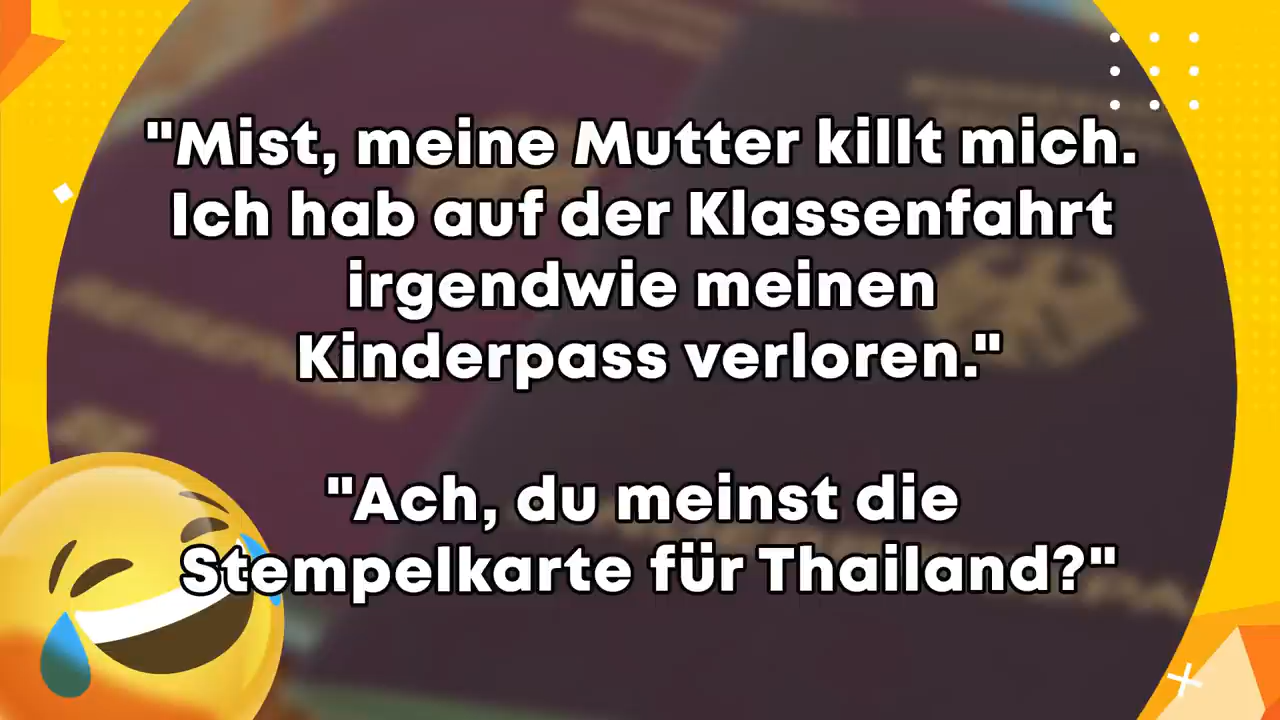 "Mist, meine Mutter killt mich.
Ich hab auf der Klassenfahrt
irgendwie meinen
Kinderpass verloren."
"Ach, du meinst die
Stempelkarte für Thailand?"